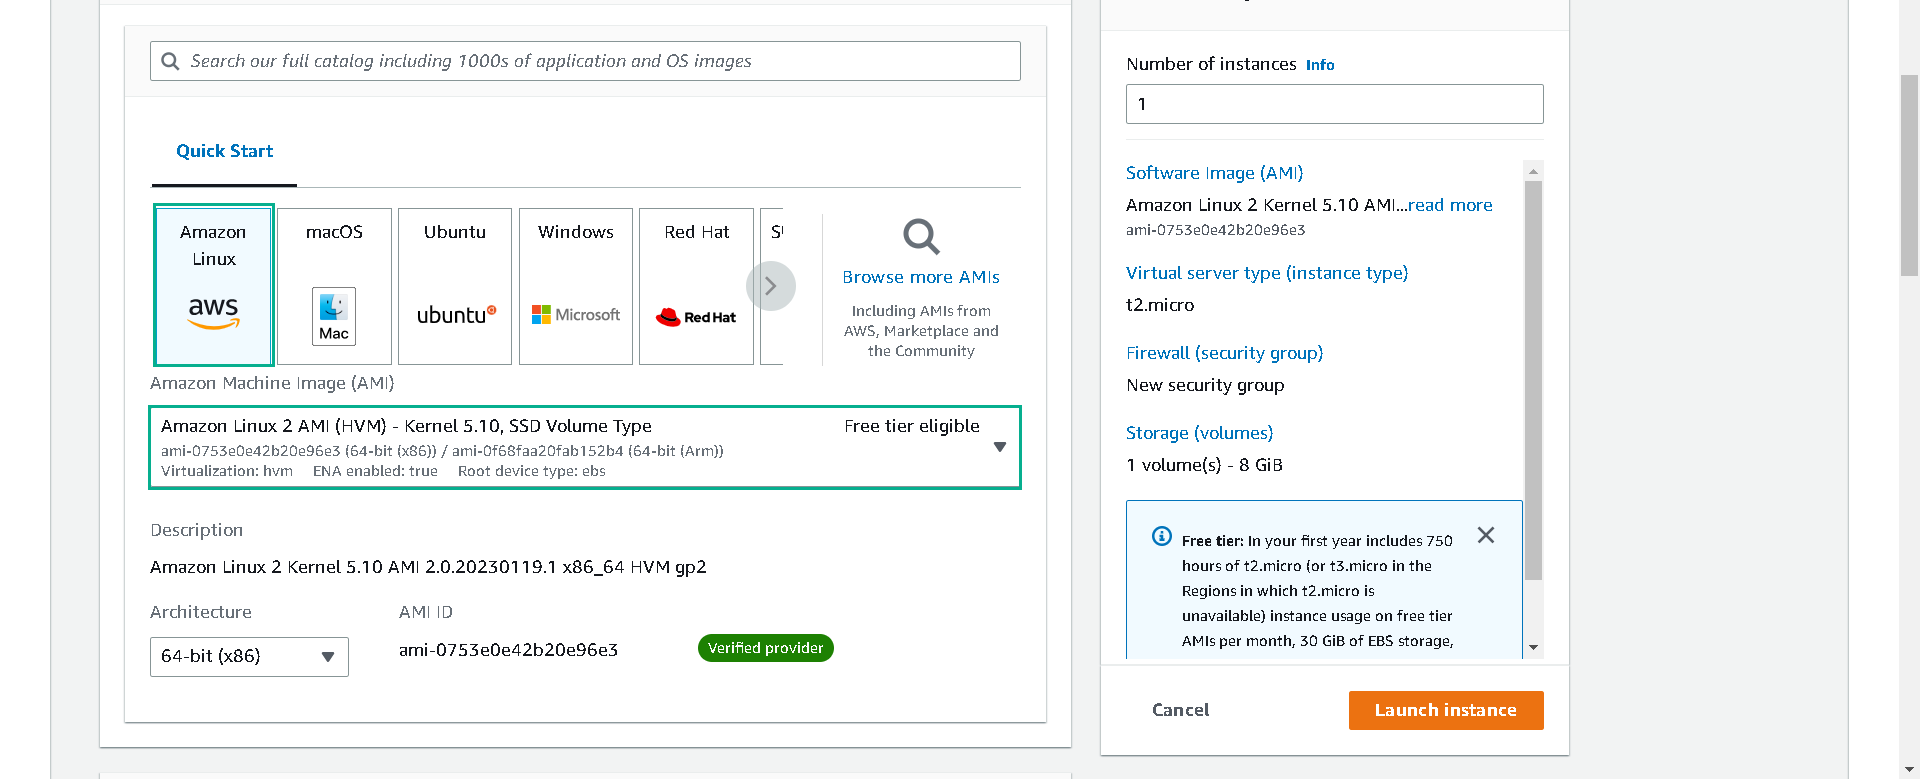 Search our full catalog including 1000s of application and OS images
Quick Start
Amazon
Linux
aws
macOS
Mac
Ubuntu
ubuntu
Windows
Microsoft
Red Hat
Red Hat
Browse more AMIs
Including AMIs from
AWS, Marketplace and
the Community
Amazon Machine Image (AMI)
Amazon Linux 2 AMI (HVM) - Kernel 5.10, SSD Volume Type
Free tier eligible
ami-0753e0e42b20e96e3 (64-bit (x86)) / ami-0f68faa20fab152b4 (64-bit (Arm))
Virtualization: hvm ENA enabled: true Root device type: ebs
Description
Amazon Linux 2 Kernel 5.10 AMI 2.0.20230119.1 x86_64 HVM gp2
Architecture
AMI ID
64-bit (x86)
ami-0753e0e42b20e96e3
Verified provider
Number of instances Info
1
Software Image (AMI)
Amazon Linux 2 Kernel 5.10 AMI...read more
ami-0753e0e42b20e96e3
Virtual server type (instance type)
t2.micro
Firewall (security group)
New security group
Storage (volumes)
1 volume(s) - 8 GiB
Free tier: In your first year includes 750
hours of t2.micro (or t3.micro in the
Regions in which t2.micro is
unavailable) instance usage on free tier
AMIs per month, 30 GiB of EBS storage,
Cancel
Launch instance